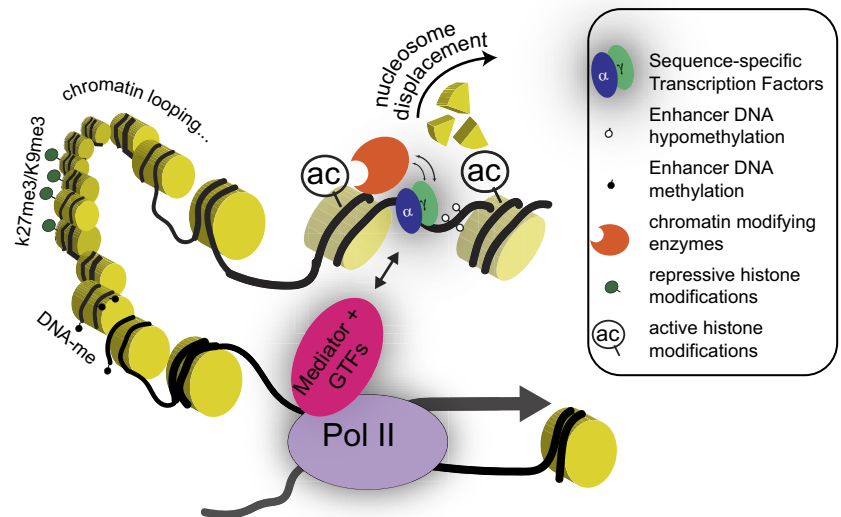 nucleosome
displacement
chromatin looping...
k27me3/K9me3
DNA-me
ac
ac
α
γ
Mediator +
GTFs
Pol II
α
γ
Sequence-specific
Transcription Factors
Enhancer DNA
hypomethylation
Enhancer DNA
methylation
chromatin modifying
enzymes
repressive histone
modifications
ac
active histone
modifications